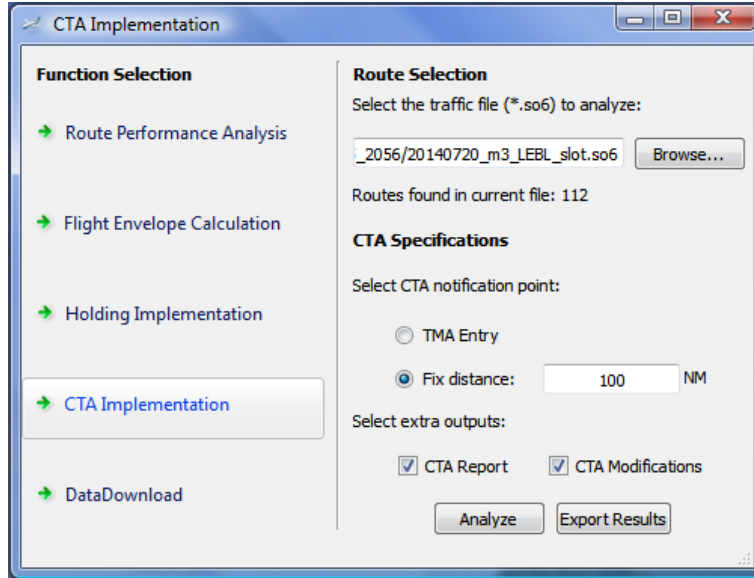 CTA Implementation
Function Selection
Route Performance Analysis
Flight Envelope Calculation
Holding Implementation
CTA Implementation
DataDownload
Route Selection
Select the traffic file (*.so6) to analyze:
_2056/20140720_m3_LEBL_slot.so6 Browse...
Routes found in current file: 112
CTA Specifications
Select CTA notification point:
TMA Entry
Fix distance: 100 NM
Select extra outputs:
CTA Report CTA Modifications
Analyze Export Results